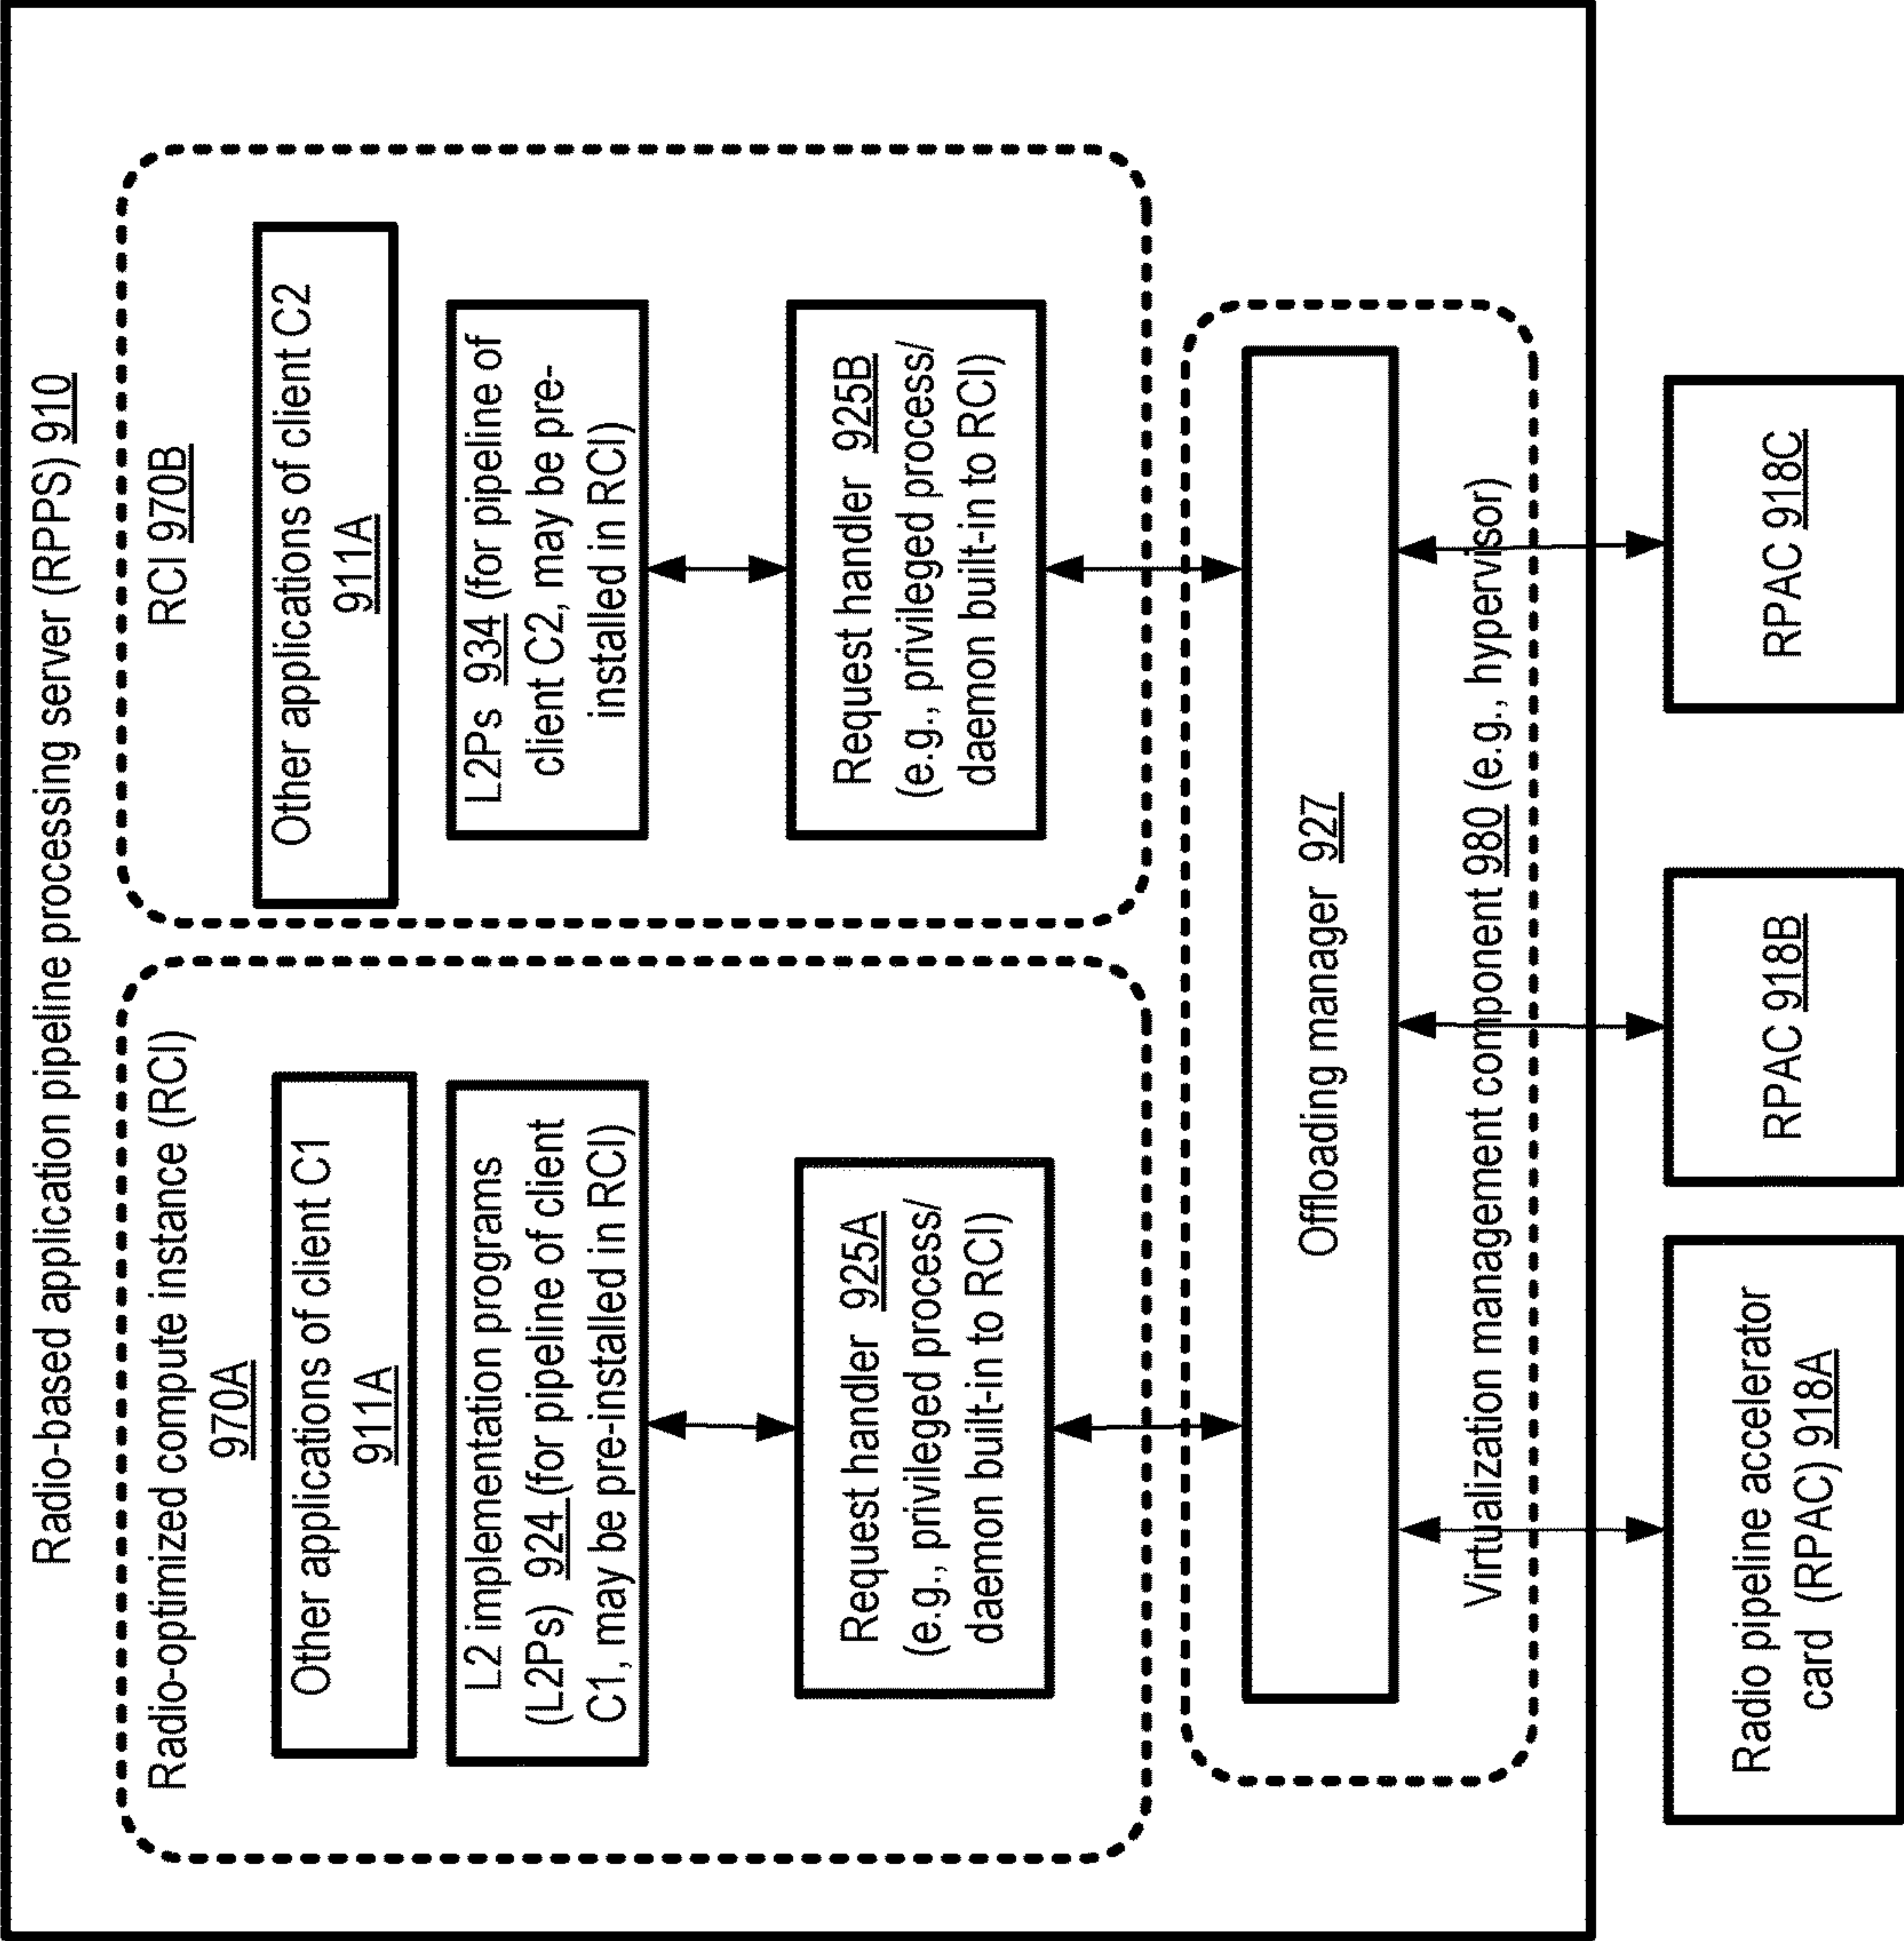 Radio-based application pipeline processing server (RPPS) 910
Radio-optimized compute instance (RCI)
970A
Other applications of client C1
911A
L2 implementation programs
(L2Ps) 924 (for pipeline of client
C1, may be pre-installed in RCI)
Request handler 925A
(e.g., privileged process/
daemon built-in to RCI)
RCI 970B
Other applications of client C2
911A
L2Ps 934 (for pipeline of
client C2, may be pre-
installed in RCI)
Request handler 925B
(e.g., privileged process/
daemon built-in to RCI)
Offloading manager 927
Virtualization management component 980 (e.g., hypervisor)
Radio pipeline accelerator
card (RPAC) 918A
RPAC 918B
RPAC 918C